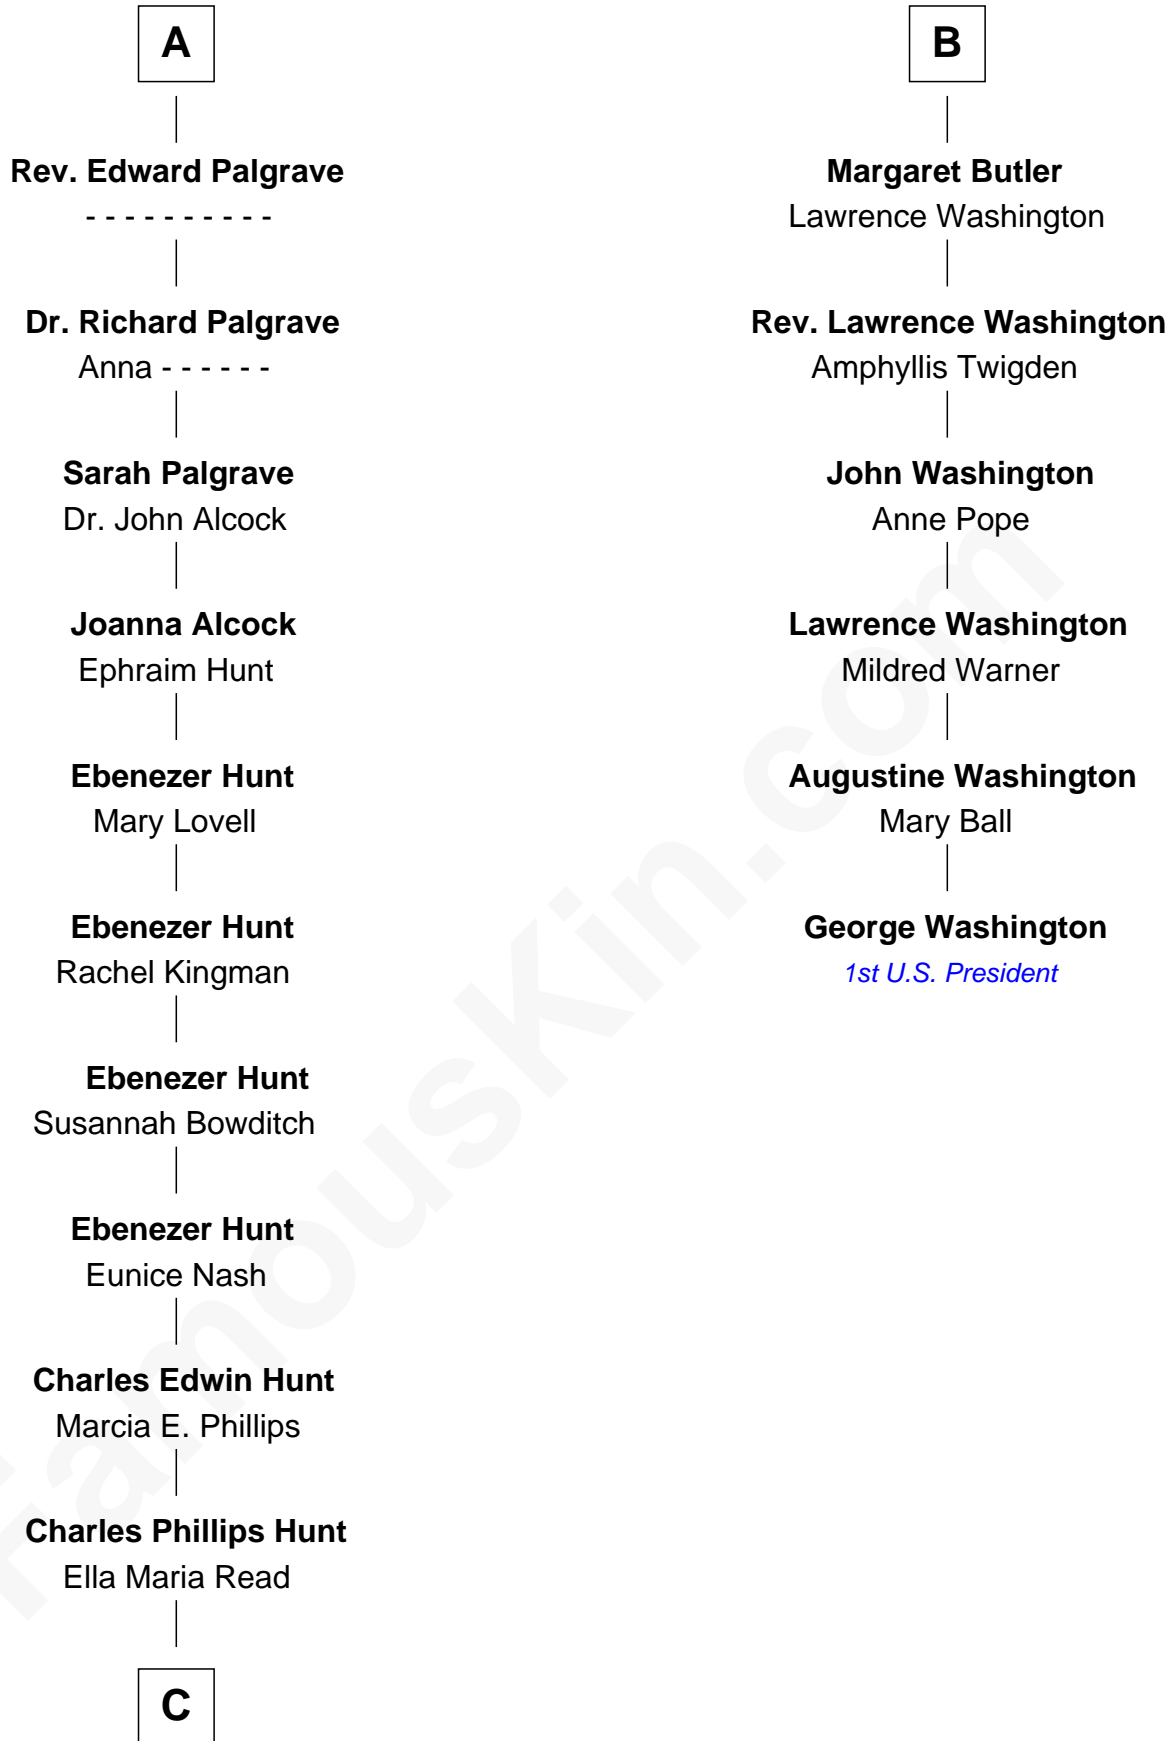 A
Rev. Edward Palgrave
- - - - - - - - - -
Dr. Richard Palgrave
Anna - - - - - -
Sarah Palgrave
Dr. John Alcock
Joanna Alcock
Ephraim Hunt
Ebenezer Hunt
Mary Lovell
Ebenezer Hunt
Rachel Kingman
Ebenezer Hunt
Susannah Bowditch
Ebenezer Hunt
Eunice Nash
Charles Edwin Hunt
Marcia E. Phillips
Charles Phillips Hunt
Ella Maria Read
C
B
Margaret Butler
Lawrence Washington
Rev. Lawrence Washington
Amphyllis Twigden
John Washington
Anne Pope
Lawrence Washington
Mildred Warner
Augustine Washington
Mary Ball
George Washington
1st U.S. President
FamousKin.com